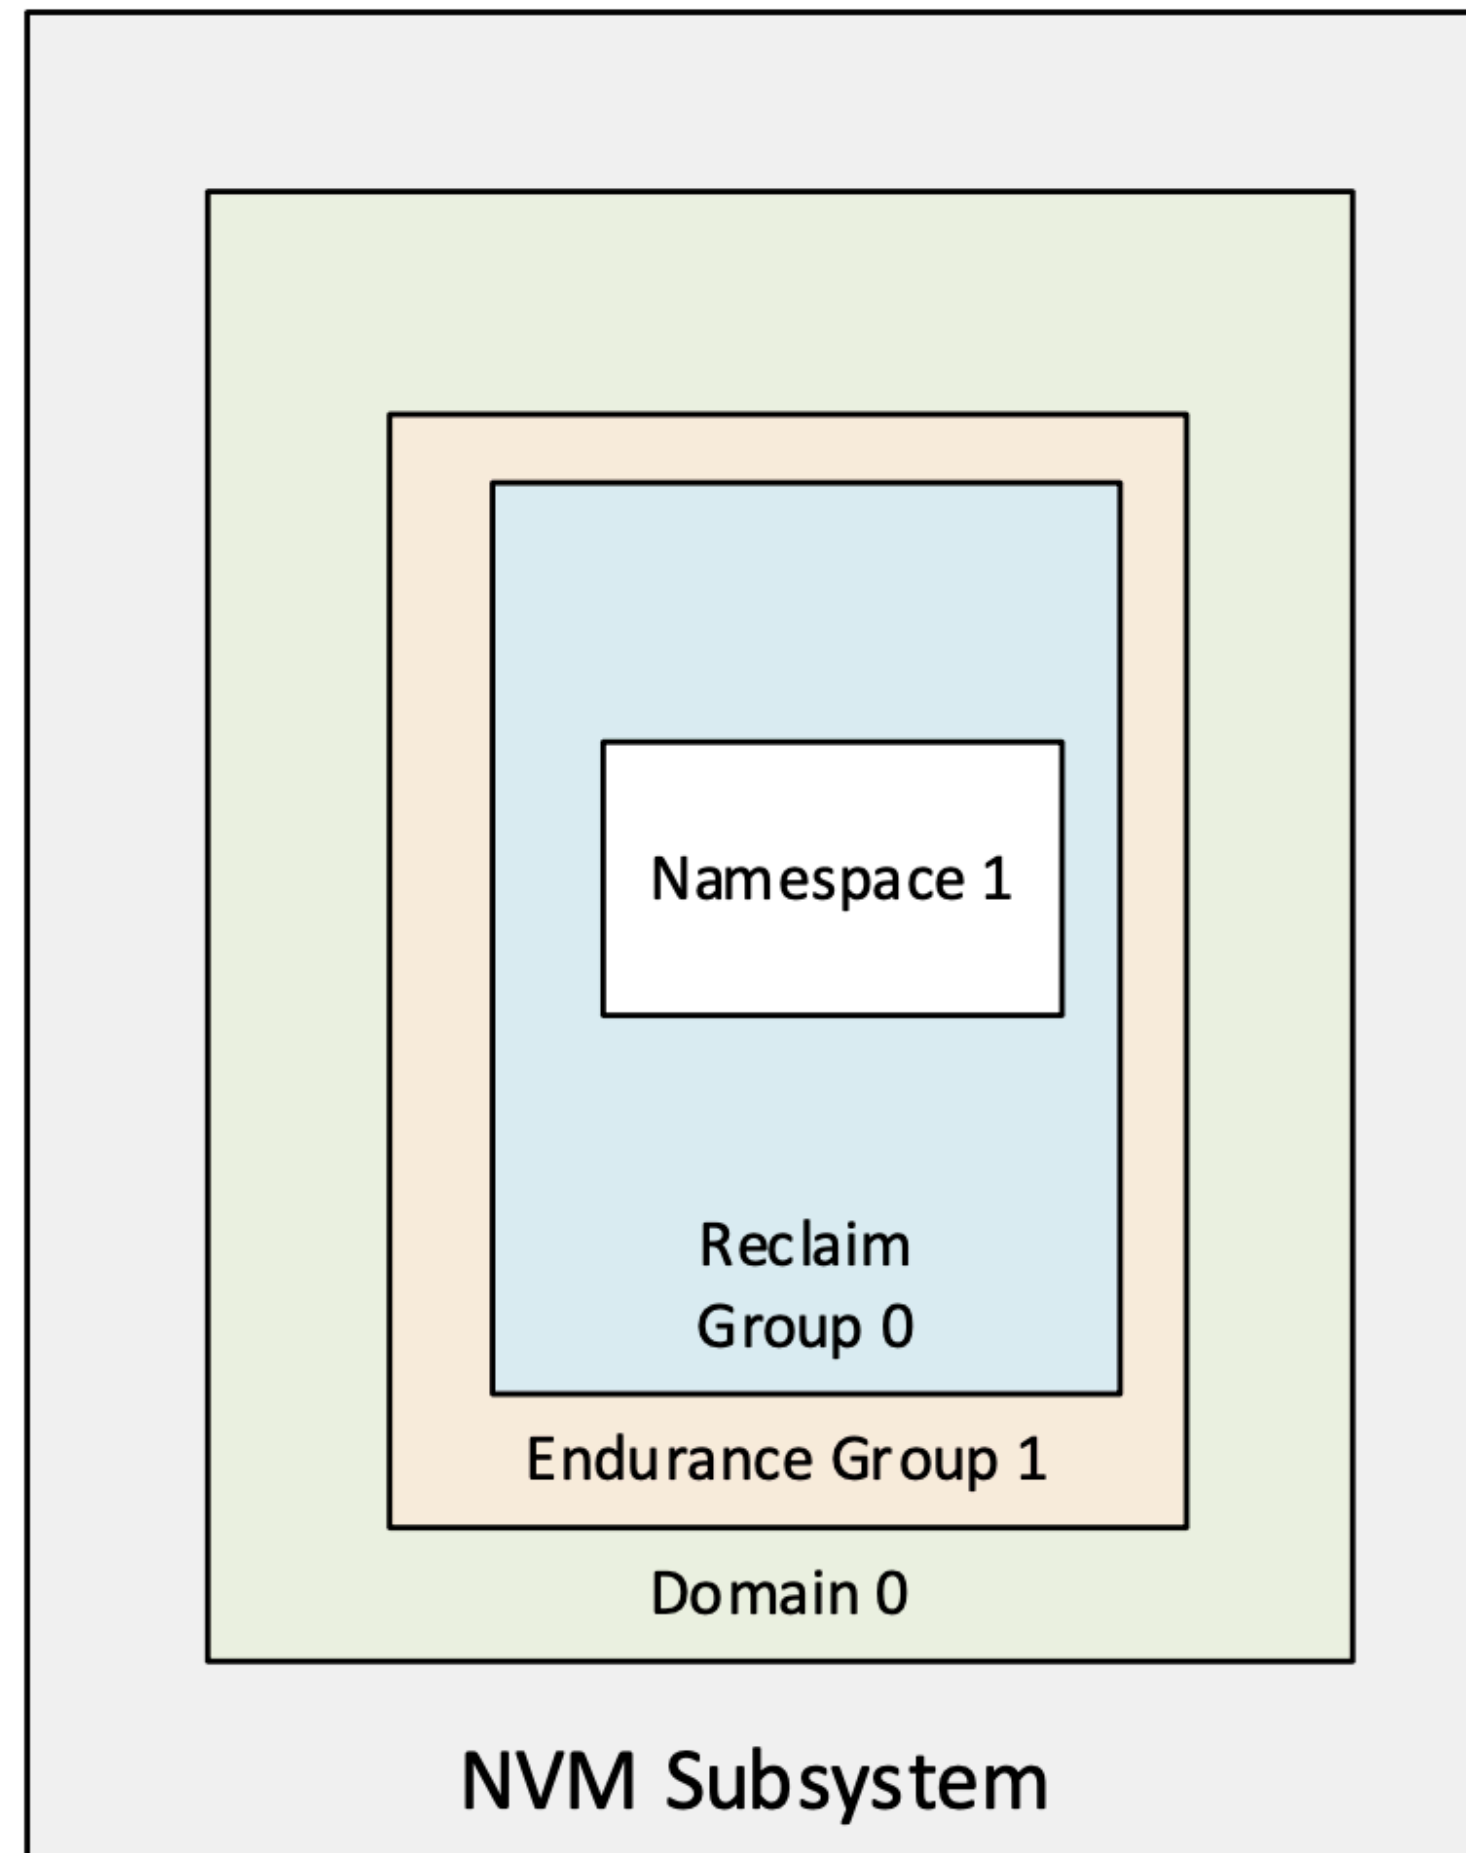 Namespace 1
Reclaim
Group 0
Endurance Group 1
Domain 0
NVM Subsystem